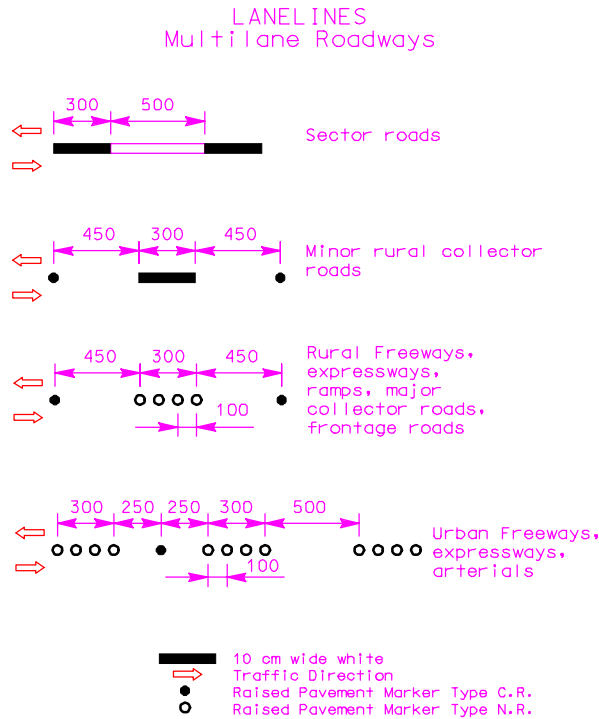 LANELINES
Multilane Roadways
300 500
Sector roads
450 300 450
Minor rural collector
roads
450 300 450
100
Rural Freeways,
expressways,
ramps, major
collector roads,
frontage roads
300 250 250 300 500
100
Urban Freeways,
expressways,
arterials
10 cm wide white
Traffic Direction
Raised Pavement Marker Type C.R.
Raised Pavement Marker Type N.R.